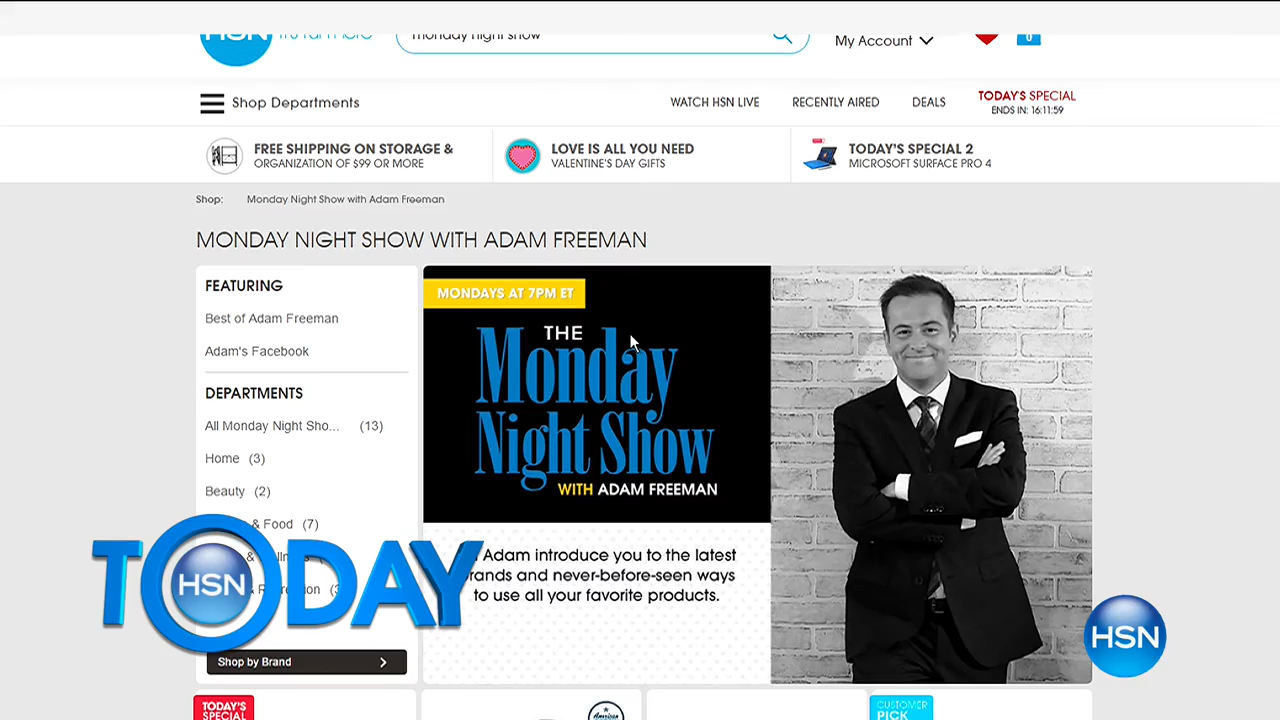 HSN
monday night show
My Account
0
Shop Departments
WATCH HSN LIVE
RECENTLY AIRED
DEALS
TODAY'S SPECIAL
ENDS IN: 16:11:59
FREE SHIPPING ON STORAGE &
ORGANIZATION OF $99 OR MORE
LOVE IS ALL YOU NEED
VALENTINE'S DAY GIFTS
TODAY'S SPECIAL 2
MICROSOFT SURFACE PRO 4
Shop:
Monday Night Show with Adam Freeman
MONDAY NIGHT SHOW WITH ADAM FREEMAN
FEATURING
Best of Adam Freeman
Adam's Facebook
DEPARTMENTS
All Monday Night Sho... (13)
Home (3)
Beauty (2)
& Food (7)
&
&
Shop by Brand
MONDAYS AT 7PM ET
THE
Monday
Night Show
WITH ADAM FREEMAN
Adam introduce you to the latest
and never-before-seen ways
to use all your favorite products.
TODAY
HSN
HSN
TODAY'S
SPECIAL
American
CUSTOMER
PICK